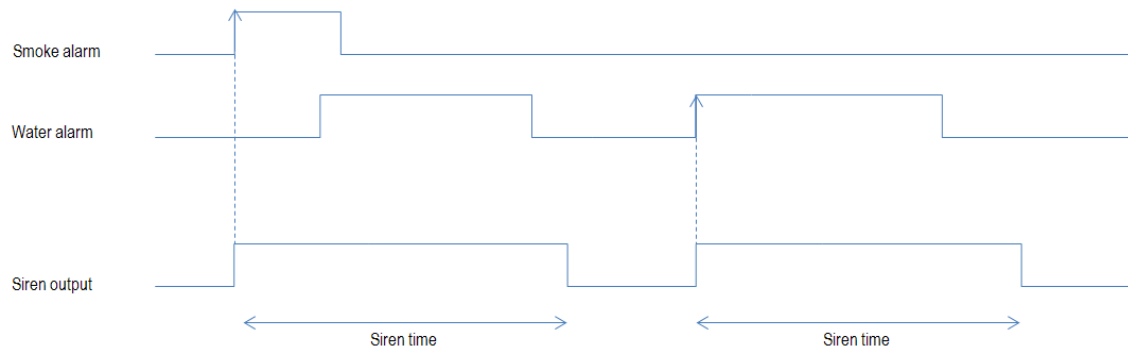 Smoke alarm
Water alarm
Siren output
Siren time
Siren time